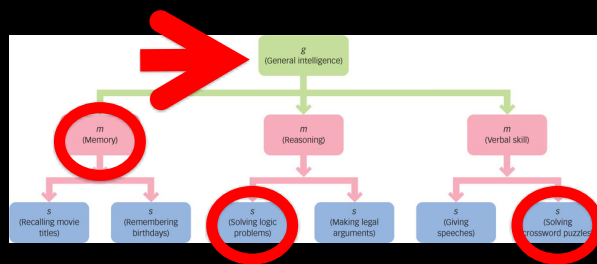 g
(General intelligence)
m
(Memory)
m
(Reasoning)
m
(Verbal skill)
s
(Recalling movie
titles)
s
(Remembering
birthdays)
s
(Solving logic
problems)
s
(Making legal
arguments)
s
(Giving
speeches)
s
(Solving
crossword puzzles)